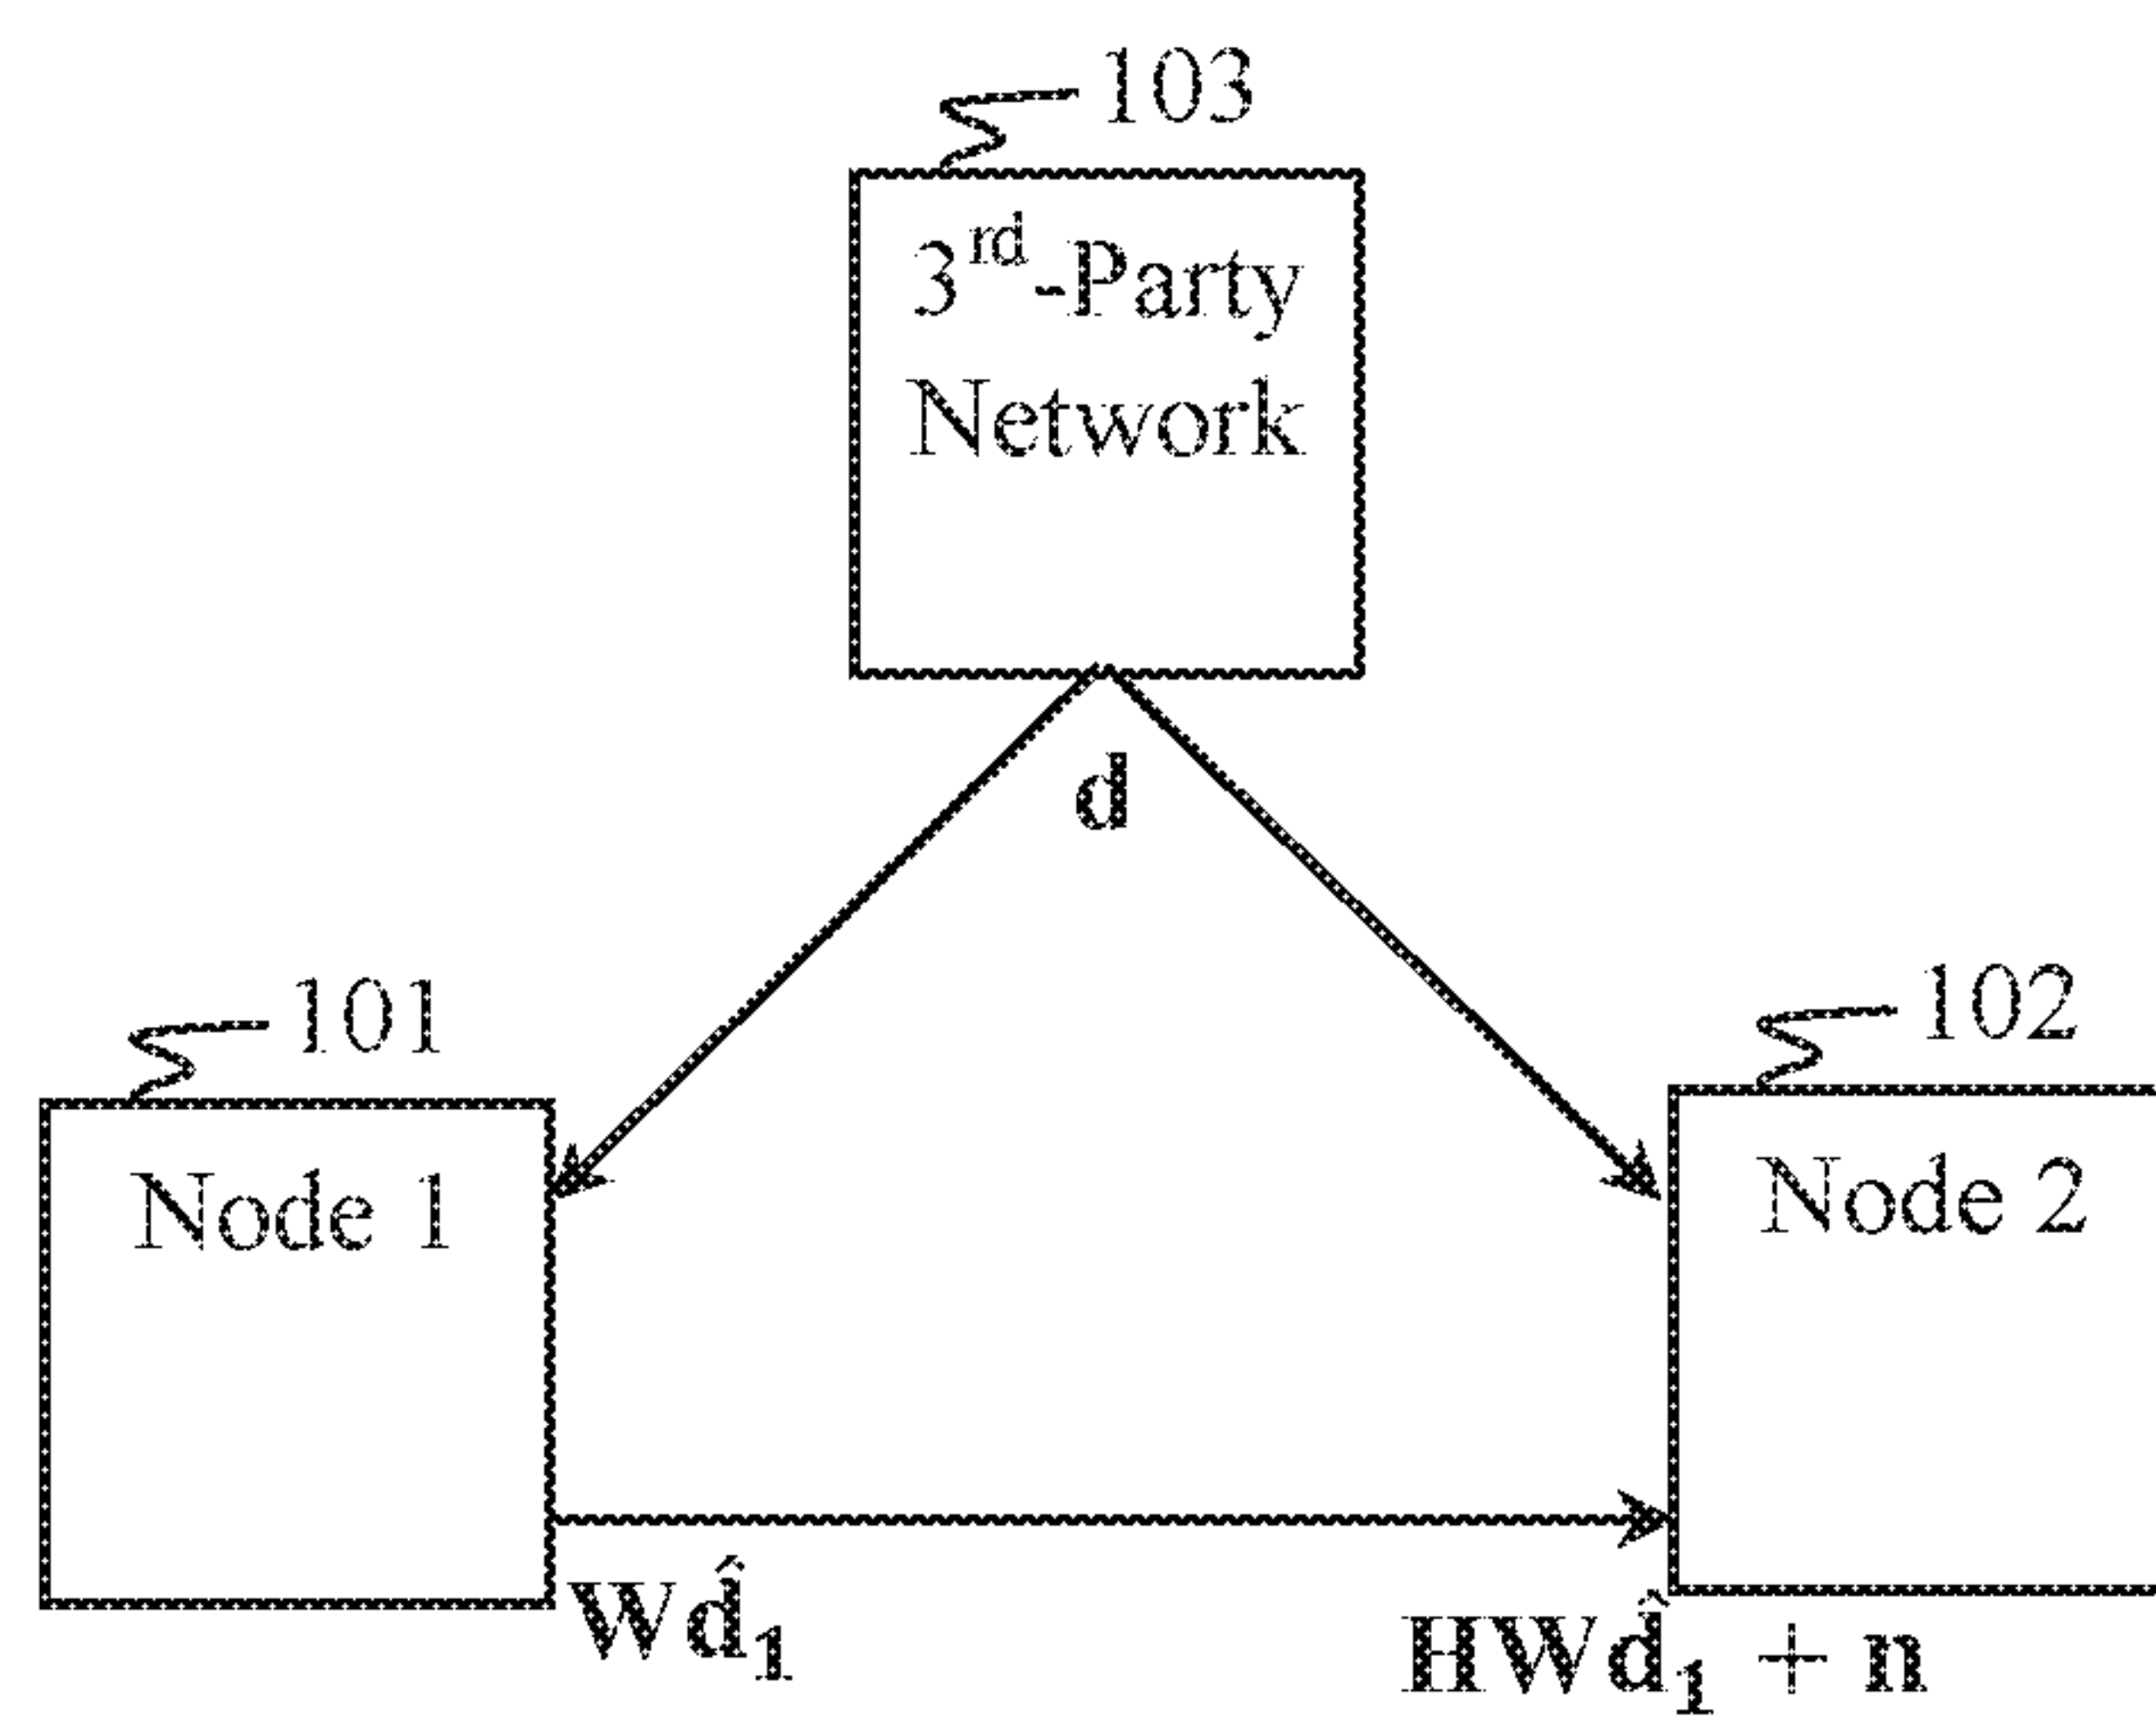 103
3rd-Party
Network
d
101
102
Node 1
Node 2
Wd̂1
HWd̂1 + n